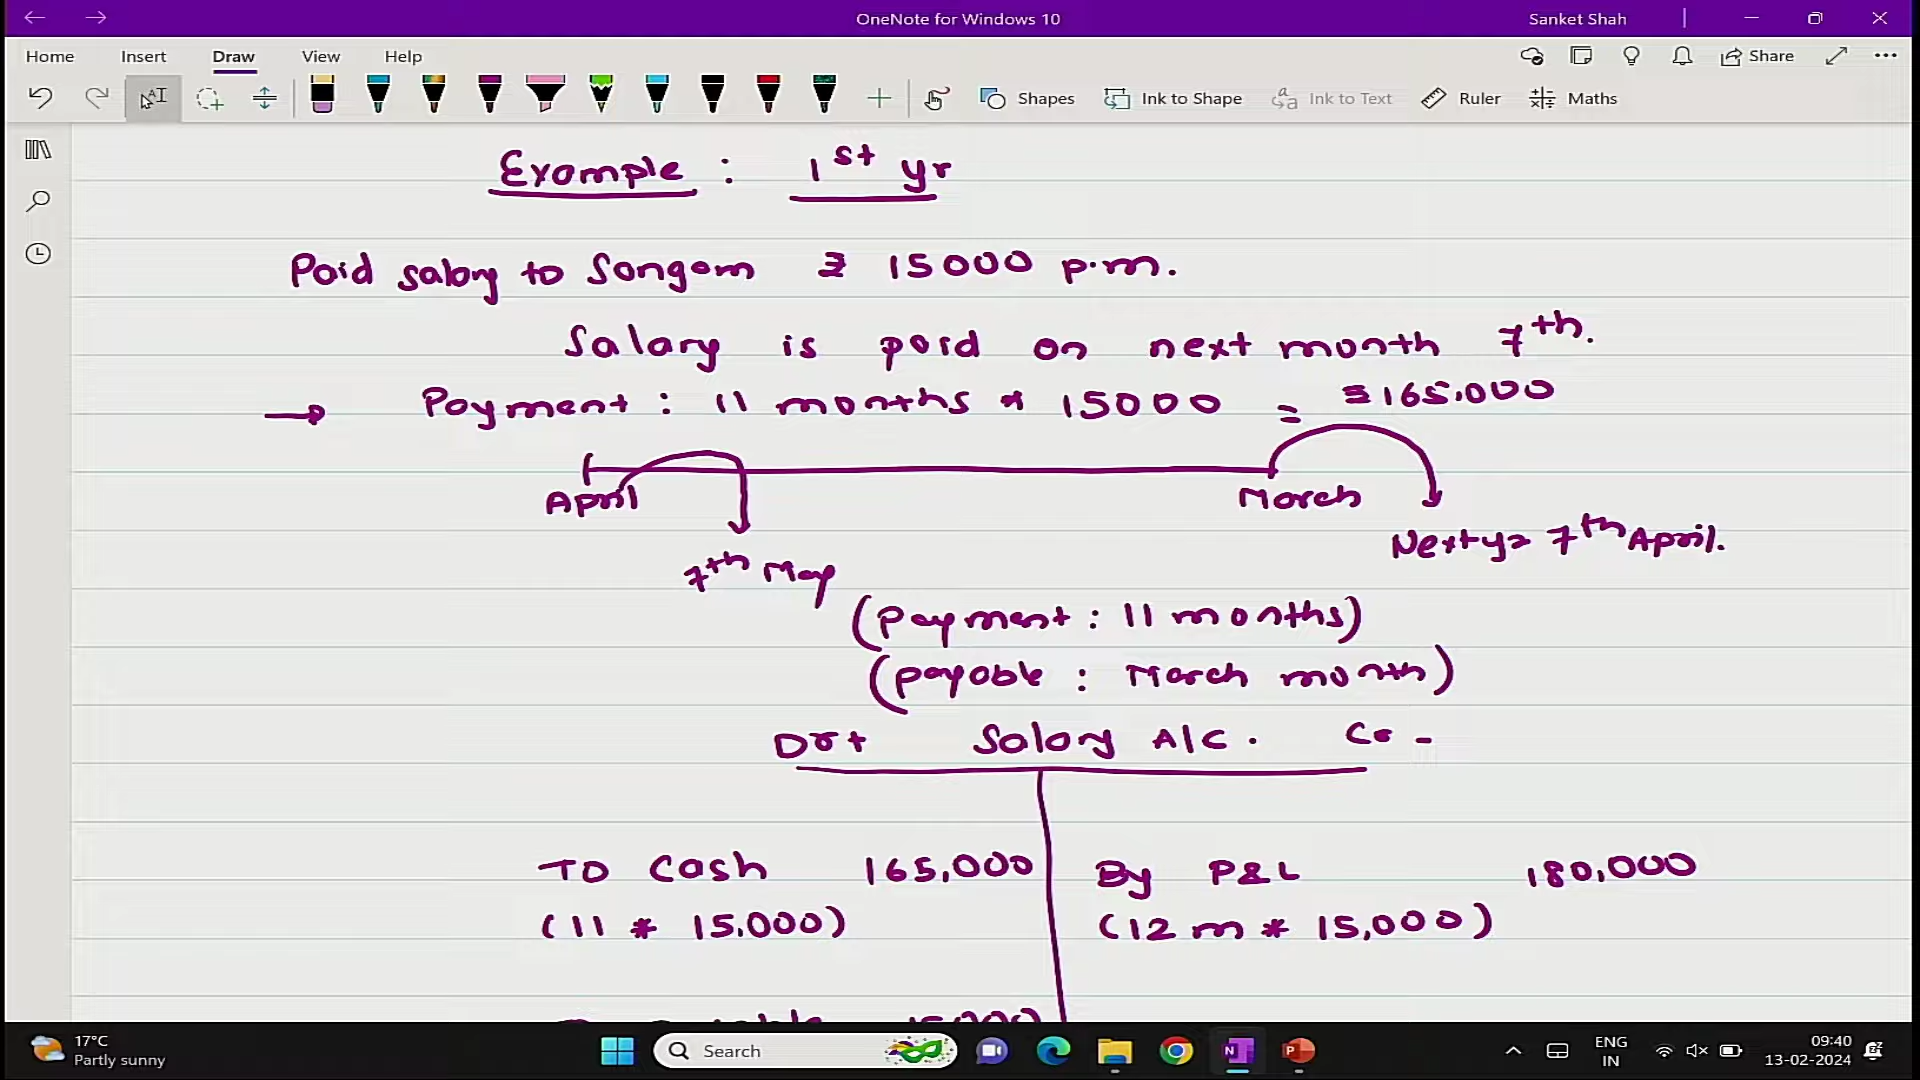 OneNote for Windows 10
Sanket Shah
Home Insert Draw View Help
Share
Shapes Ink to Shape Ink to Text Ruler Maths
Example : 1st yr
Paid salary to Sangam ₹ 15000 p.m.
Salary is paid on next month 7th.
→ Payment : 11 months * 15000 = ₹165,000
April March
7th May
Next yr 7th April.
(payment : 11 months)
(payable : March month)
Drt Salary A/C. Cr -
To Cash 165,000 By P&L 180,000
(11 * 15,000) (12 m * 15,000)
15000
17°C
Partly sunny
Search
ENG
IN
09:40
13-02-2024